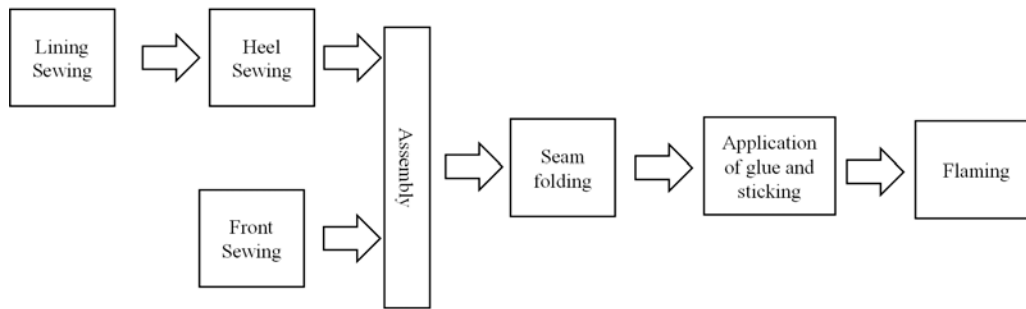 Lining
Sewing
Heel
Sewing
Front
Sewing
Assembly
Seam
folding
Application
of glue and
sticking
Flaming